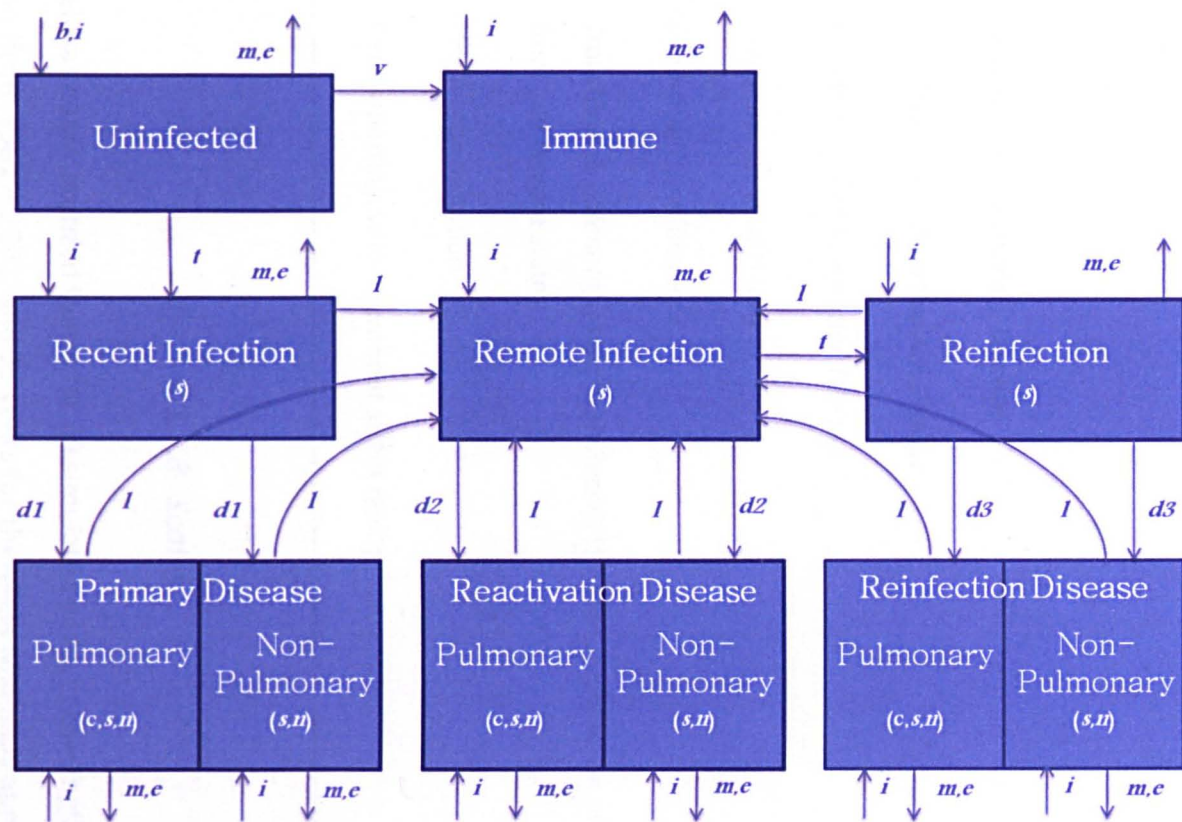 b,i
m,e
v
i
m,e
Uninfected
Immune
i
t
m,e
l
i
m,e
l
t
i
m,e
Recent Infection
(s)
Remote Infection
(s)
Reinfection
(s)
d1
l
d1
l
d2
l
l
d2
l
d3
l
d3
Primary Disease
Pulmonary
(c,s,n)
Non-
Pulmonary
(s,n)
Reactivation Disease
Pulmonary
(c,s,n)
Non-
Pulmonary
(s,n)
Reinfection Disease
Pulmonary
(c,s,n)
Non-
Pulmonary
(s,n)
i
m,e
i
m,e
i
m,e
i
m,e
i
m,e
i
m,e